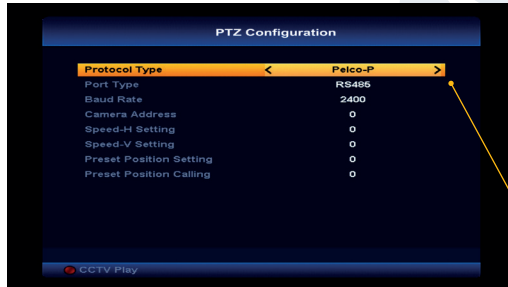 PTZ Configuration
Protocol Type < Pelco-P >
Port Type RS485
Baud Rate 2400
Camera Address 0
Speed-H Setting 0
Speed-V Setting 0
Preset Position Setting 0
Preset Position Calling 0
CCTV Play